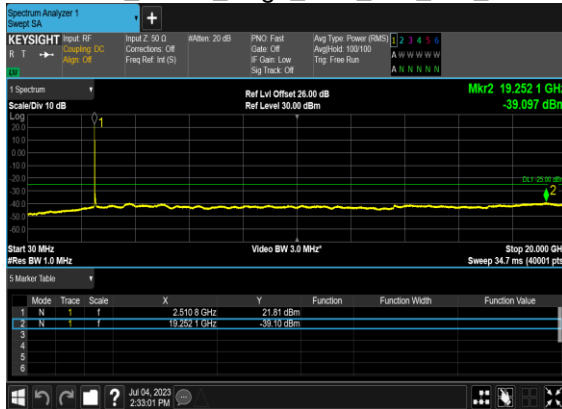 Spectrum Analyzer 1
Swept SA
+
KEYSIGHT Input: RF Input Z: 50 Ω #Atten: 20 dB PNO: Fast Avg Type: Power (RMS) 1 2 3 4 5 6
R T Coupling: DC Corrections: Off Gate: Off Avg|Hold: 100/100 A W W W W W
Align: Off Freq Ref: Int (S) IF Gain: Low Trig: Free Run
Sig Track: Off A N N N N N
LU
1 Spectrum Ref Lvl Offset 26.00 dB Mkr2 19.252 1 GHz
Scale/Div 10 dB Ref Level 30.00 dBm -39.097 dBm
Log
1
20.0
10.0
0.00
-10.0
-20.0
DL1 -25.00 dBm
-30.0
2
-40.0
-50.0
-60.0
Start 30 MHz Video BW 3.0 MHz* Stop 20.000 GHz
#Res BW 1.0 MHz Sweep 34.7 ms (40001 pts)
5 Marker Table
Mode Trace Scale X Y Function Function Width Function Value
1 N 1 f 2.510 8 GHz 21.81 dBm
2 N 1 f 19.252 1 GHz -39.10 dBm
3
4
5
6
? Jul 04, 2023
2:33:01 PM